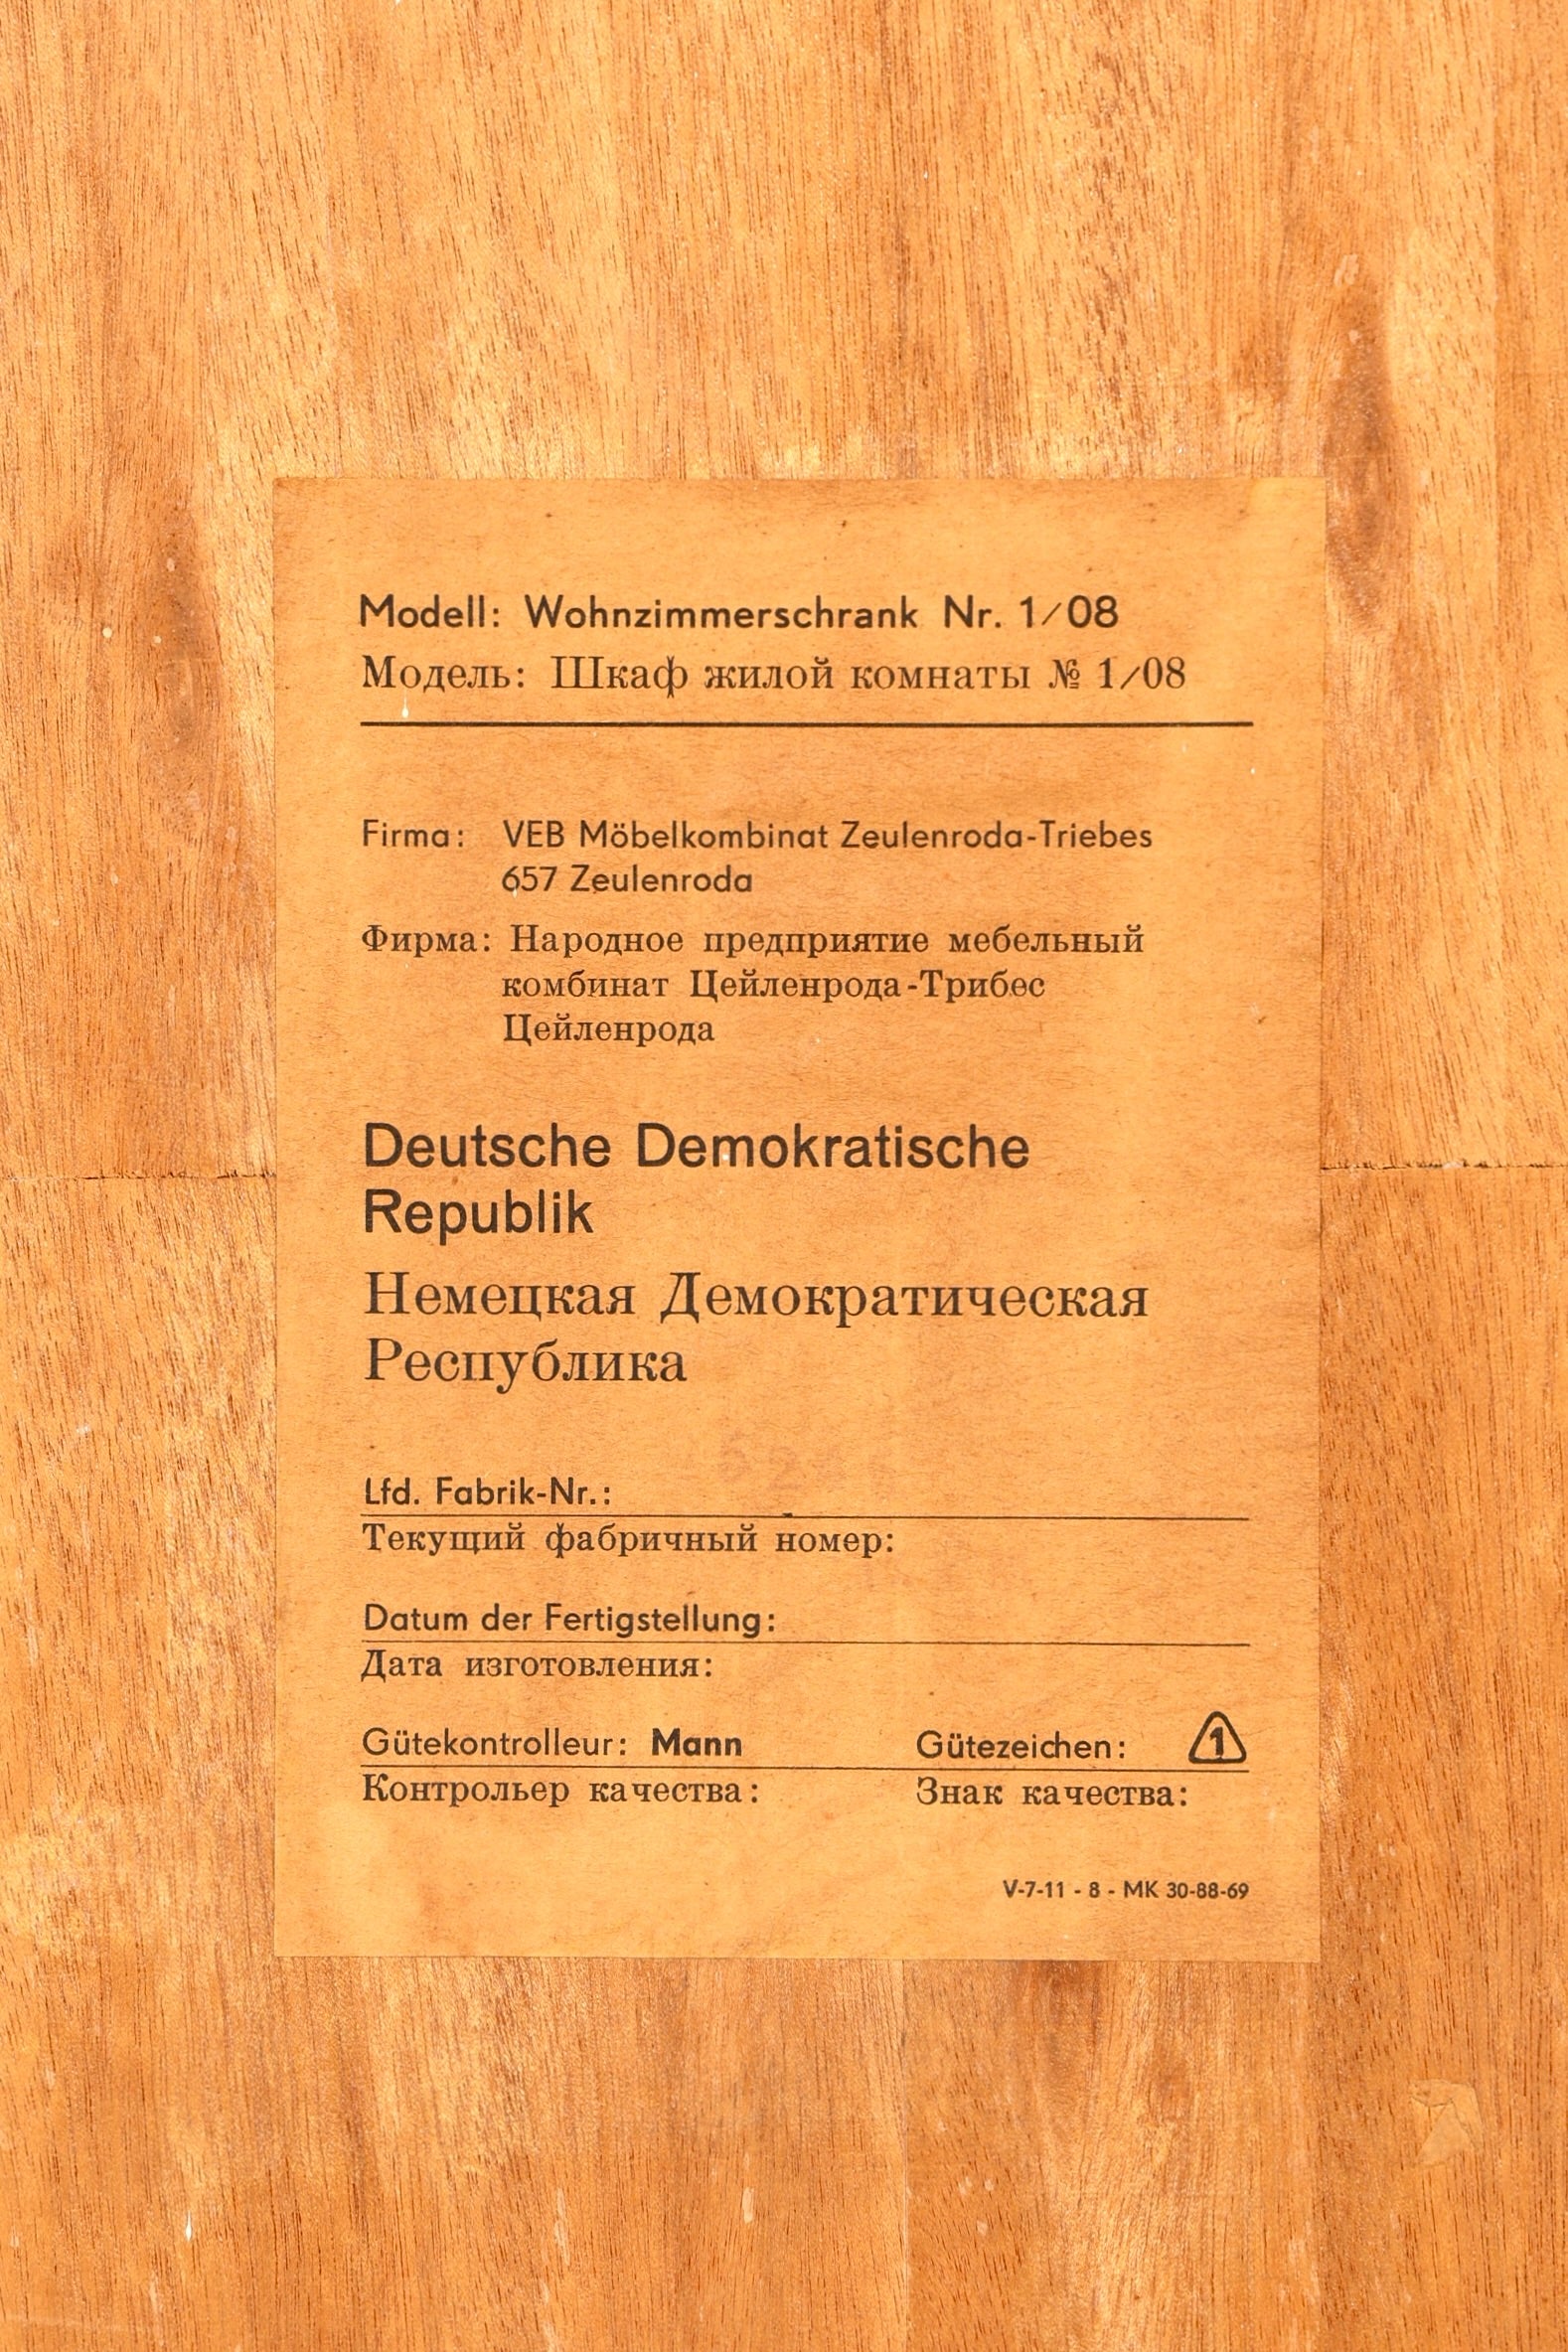 Modell: Wohnzimmerschrank Nr. 1/08
Модель: Шкаф жилой комнаты № 1/08
Firma: VEB Möbelkombinat Zeulenroda-Triebes
657 Zeulenroda
Фирма: Народное предприятие мебельный
комбинат Цейленрода-Трибес
Цейленрода
Deutsche Demokratische
Republik
Немецкая Демократическая
Республика
Lfd. Fabrik-Nr.:
Текущий фабричный номер:
Datum der Fertigstellung:
Дата изготовления:
Gütekontrolleur: Mann Gütezeichen: 1
Контрольер качества: Знак качества:
V-7-11 - 8 - MK 30-88-69